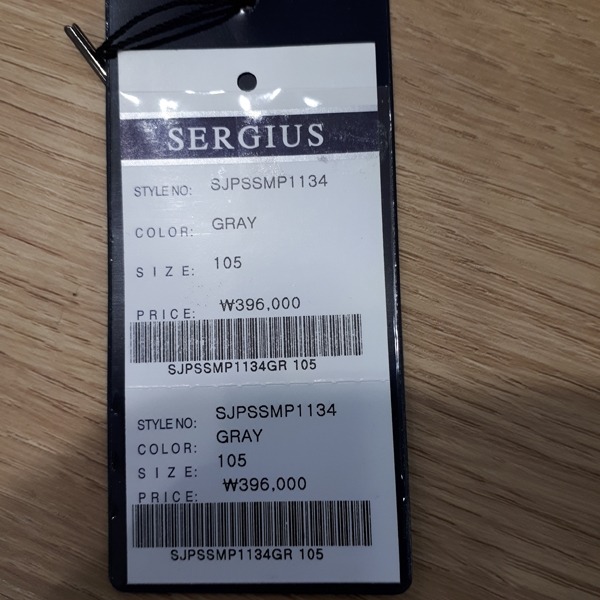 SERGIUS
STYLE NO: SJPSSMP1134
COLOR: GRAY
SIZE: 105
PRICE: ₩396,000
SJPSSMP1134GR 105
STYLE NO: SJPSSMP1134
COLOR: GRAY
SIZE: 105
PRICE: ₩396,000
SJPSSMP1134GR 105